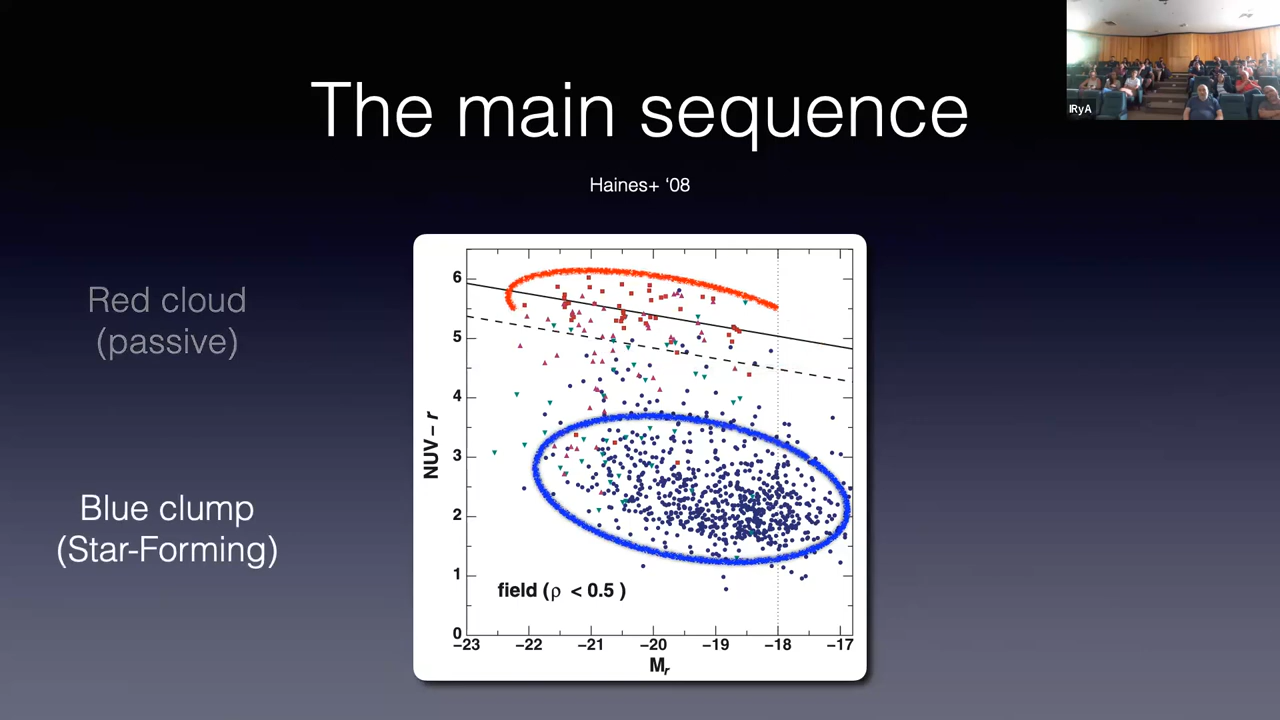 The main sequence
IRyA
Haines+ ‘08
Red cloud
(passive)
Blue clump
(Star-Forming)
6
5
4
3
2
1
0
NUV − r
field (ρ < 0.5 )
−23 −22 −21 −20 −19 −18 −17
Mr